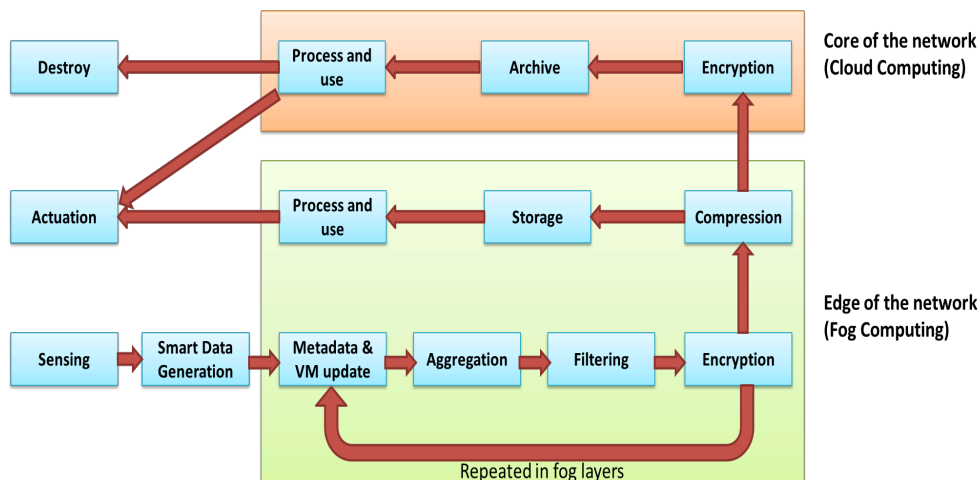 Core of the network
(Cloud Computing)
Destroy
Process and
use
Archive
Encryption
Actuation
Process and
use
Storage
Compression
Edge of the network
(Fog Computing)
Sensing
Smart Data
Generation
Metadata &
VM update
Aggregation
Filtering
Encryption
Repeated in fog layers